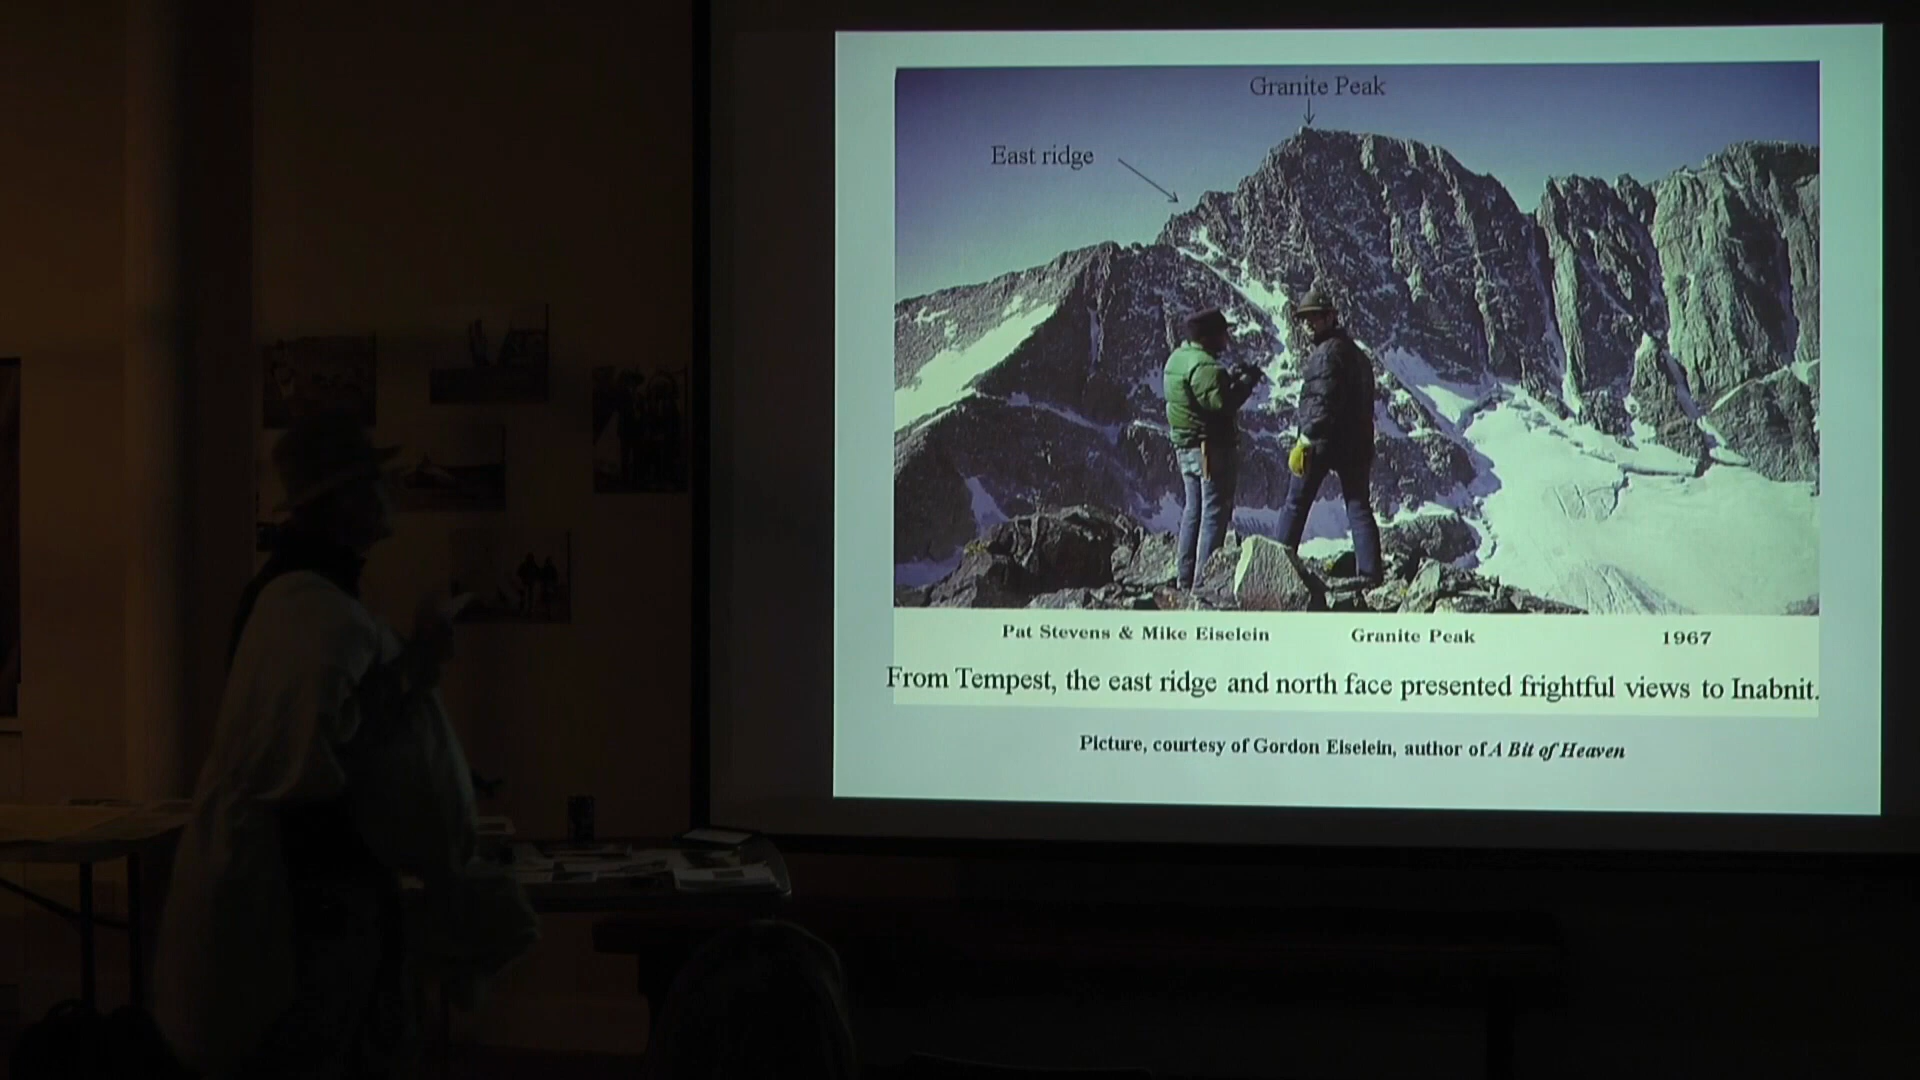 Granite Peak
East ridge
Pat Stevens & Mike Eiselein Granite Peak 1967
From Tempest, the east ridge and north face presented frightful views to Inabnit.
Picture, courtesy of Gordon Eiselein, author of A Bit of Heaven